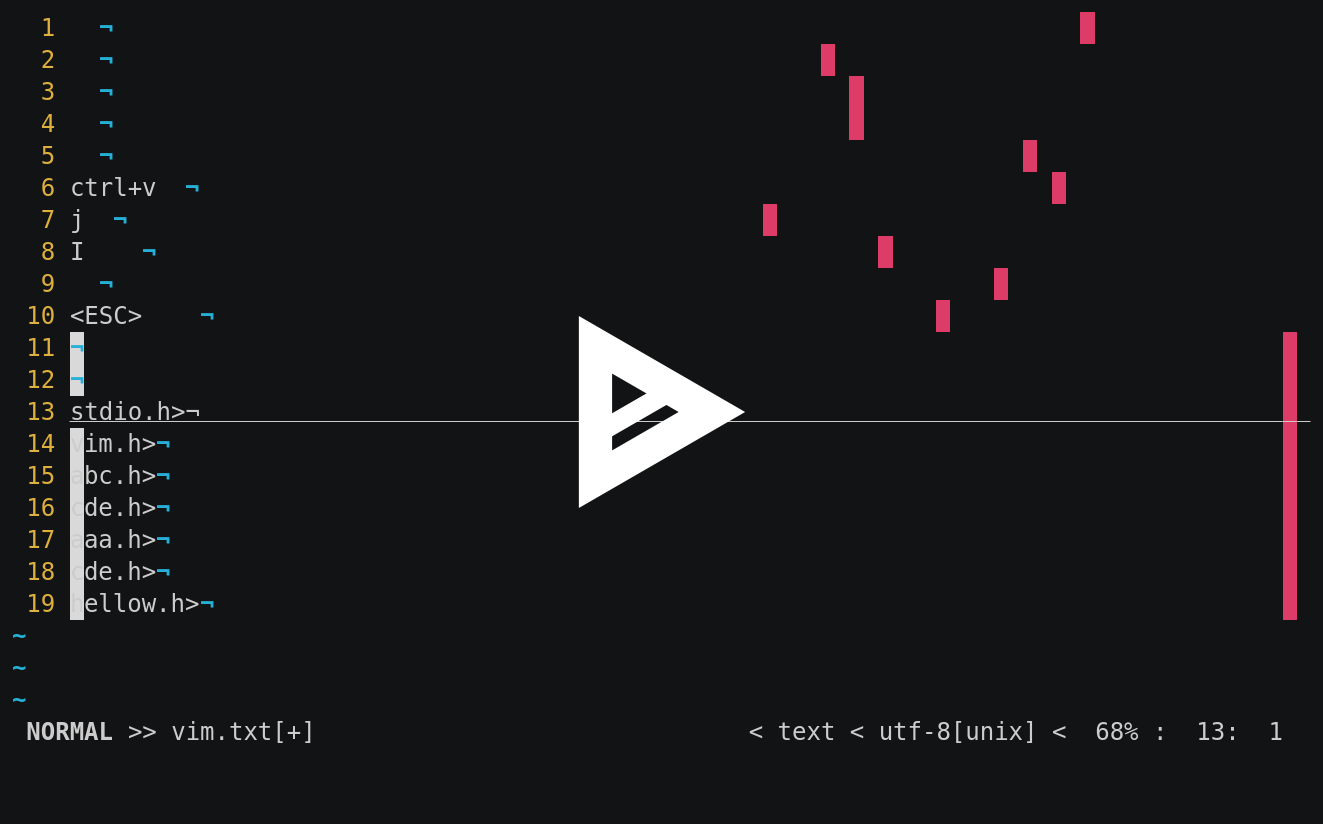 1 ¬
2 ¬
3 ¬
4 ¬
5 ¬
6 ctrl+v ¬
7 j ¬
8 I ¬
9 ¬
10 <ESC> ¬
11 ¬
12 ¬
13 stdio.h>¬
14 vim.h>¬
15 abc.h>¬
16 cde.h>¬
17 aaa.h>¬
18 cde.h>¬
19 hellow.h>¬
~
~
~
NORMAL >> vim.txt[+] < text < utf-8[unix] < 68% : 13: 1